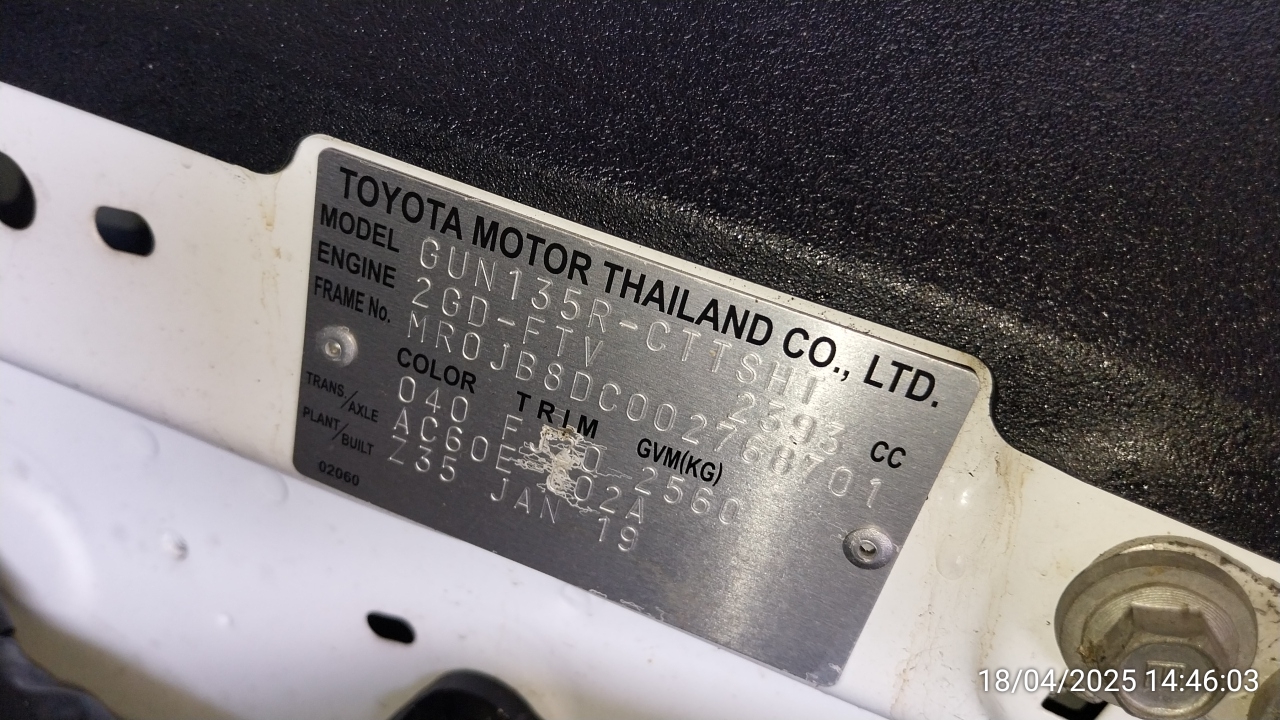 TOYOTA MOTOR THAILAND CO., LTD.
MODEL GUN135R-CTTSHT
ENGINE 2GD-FTV 2393 CC
FRAME No. MR0JB8DC002760701
COLOR TRIM GVM(KG)
040 2560
TRANS/AXLE AC60E 02A
PLANT/BUILT Z35 JAN 19
02060
18/04/2025 14:46:03